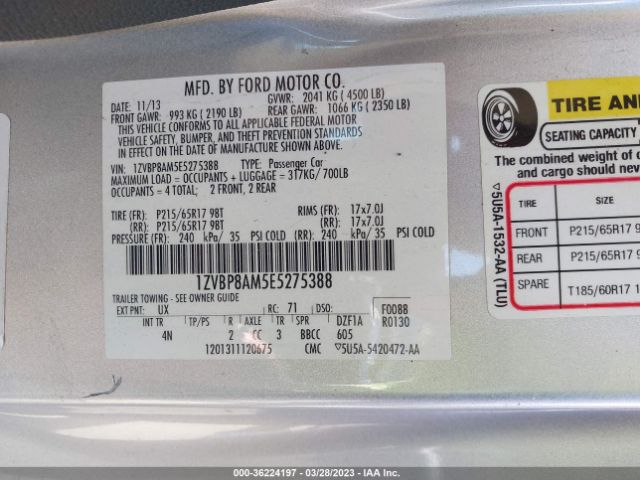 MFD. BY FORD MOTOR CO.
DATE: 11/13 GVWR: 2041 KG ( 4500 LB)
FRONT GAWR: 993 KG ( 2190 LB) REAR GAWR: 1066 KG ( 2350 LB)
THIS VEHICLE CONFORMS TO ALL APPLICABLE FEDERAL MOTOR
VEHICLE SAFETY, BUMPER, AND THEFT PREVENTION STANDARDS
IN EFFECT ON THE DATE OF MANUFACTURE SHOWN ABOVE.
VIN: 1ZVBP8AM5E5275388 TYPE: Passenger Car
MAXIMUM LOAD = OCCUPANTS + LUGGAGE = 317KG/ 700LB
OCCUPANTS = 4 TOTAL; 2 FRONT, 2 REAR
TIRE (FR): P215/65R17 98T RIMS (FR): 17x7.0J
(RR): P215/65R17 98T (RR): 17x7.0J
PRESSURE (FR): 240 kPa/ 35 PSI COLD (RR): 240 kPa/ 35 PSI COLD
1ZVBP8AM5E5275388
TRAILER TOWING - SEE OWNER GUIDE
EXT PNT: UX RC: 71 DSO: F0088
R0130
INT TR TP/PS R AXLE TR SPR DZF1A
4N 2 CC 3 BBCC 605
1201311120675 CMC ▽5U5A-5420472-AA
TIRE AN
SEATING CAPACITY
The combined weight of
and cargo should never
▽5U5A-1532-AA (TLU)
TIRE SIZE
FRONT P215/65R17 9
REAR P215/65R17 9
SPARE T185/60R17 1
000-36224197 - 03/28/2023 - IAA Inc.